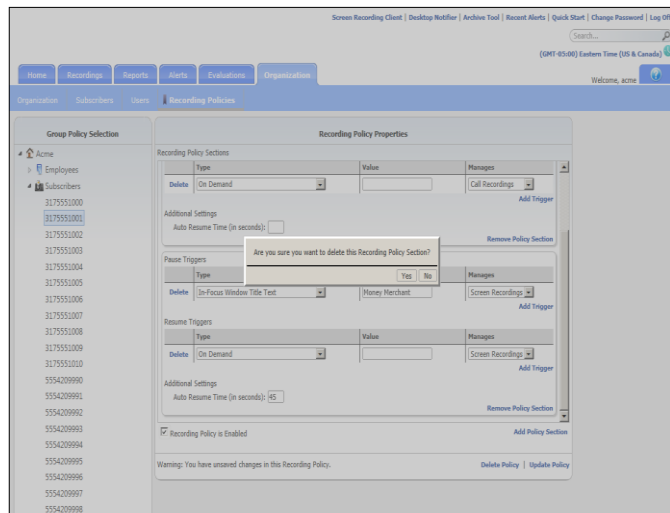 Screen Recording Client | Desktop Notifier | Archive Tool | Recent Alerts | Quick Start | Change Password | Log Off
Search...
(GMT-05:00) Eastern Time (US & Canada)
Home Recordings Reports Alerts Evaluations Organization
Welcome, acme
Organization Subscribers Users Recording Policies
Group Policy Selection
Acme
Employees
Subscribers
3175551000
3175551001
3175551002
3175551003
3175551004
3175551005
3175551006
3175551007
3175551008
3175551009
3175551010
5554209990
5554209991
5554209992
5554209993
5554209994
5554209995
5554209996
5554209997
5554209998
Recording Policy Properties
Recording Policy Sections
Type Value Manages
Delete On Demand Call Recordings
Add Trigger
Additional Settings
Auto Resume Time (in seconds):
Remove Policy Section
Are you sure you want to delete this Recording Policy Section?
Yes No
Pause Triggers
Type Value Manages
Delete In-Focus Window Title Text Money Merchant Screen Recordings
Add Trigger
Resume Triggers
Type Value Manages
Delete On Demand Screen Recordings
Add Trigger
Additional Settings
Auto Resume Time (in seconds): 45
Remove Policy Section
Recording Policy is Enabled
Add Policy Section
Warning: You have unsaved changes in this Recording Policy.
Delete Policy | Update Policy